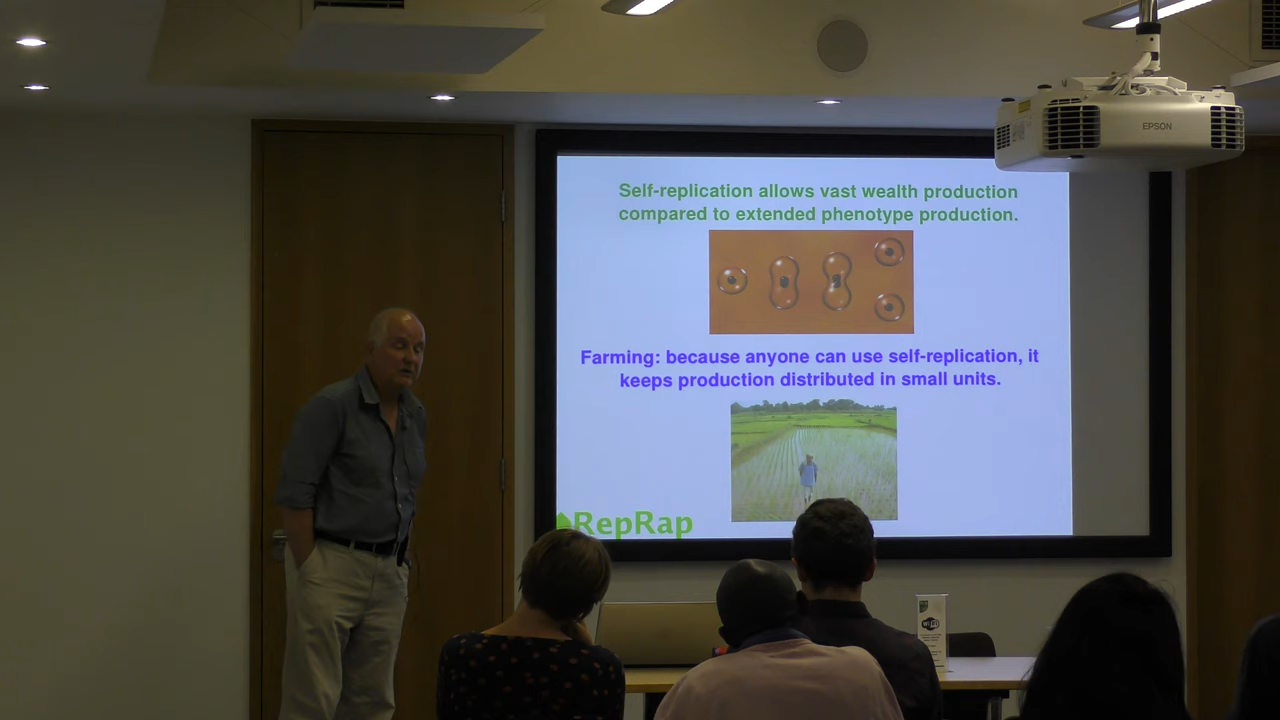 EPSON
Self-replication allows vast wealth production
compared to extended phenotype production.
Farming: because anyone can use self-replication, it
keeps production distributed in small units.
RepRap